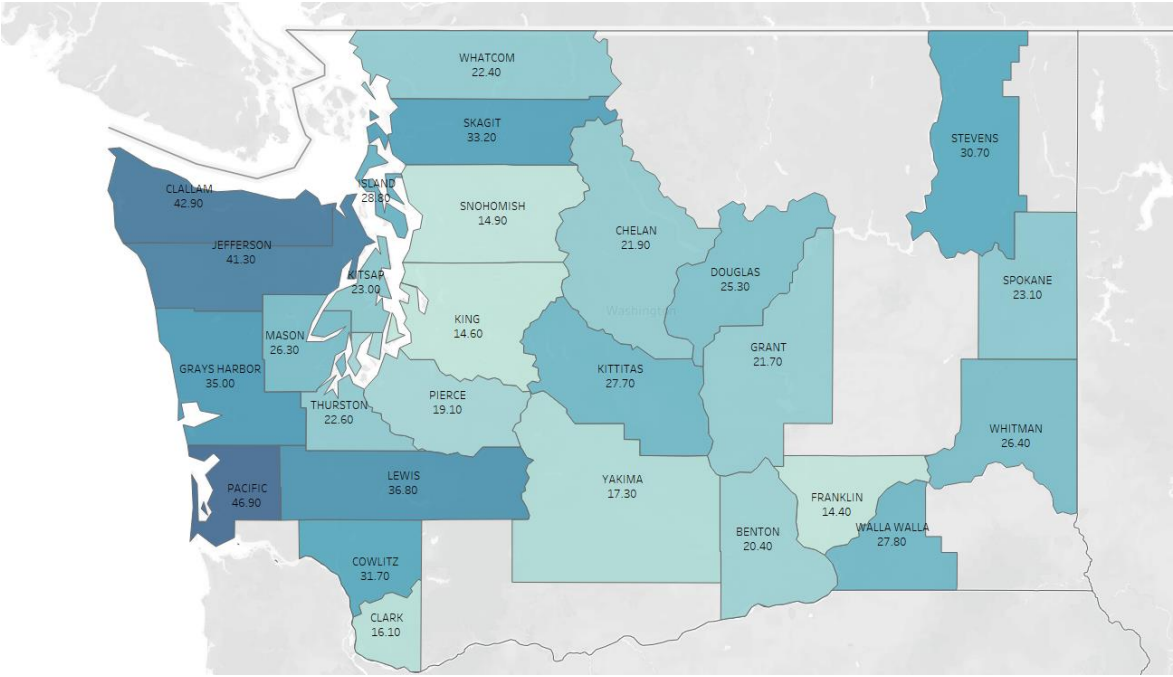 WHATCOM
22.40
SKAGIT
33.20
STEVENS
30.70
CLALLAM
42.90
ISLAND
28.80
SNOHOMISH
14.90
CHELAN
21.90
JEFFERSON
41.30
KITSAP
23.00
DOUGLAS
25.30
SPOKANE
23.10
Washington
KING
14.60
MASON
26.30
GRANT
21.70
GRAYS HARBOR
35.00
KITTITAS
27.70
PIERCE
19.10
THURSTON
22.60
WHITMAN
26.40
LEWIS
36.80
YAKIMA
17.30
PACIFIC
46.90
FRANKLIN
14.40
BENTON
20.40
WALLA WALLA
27.80
COWLITZ
31.70
CLARK
16.10